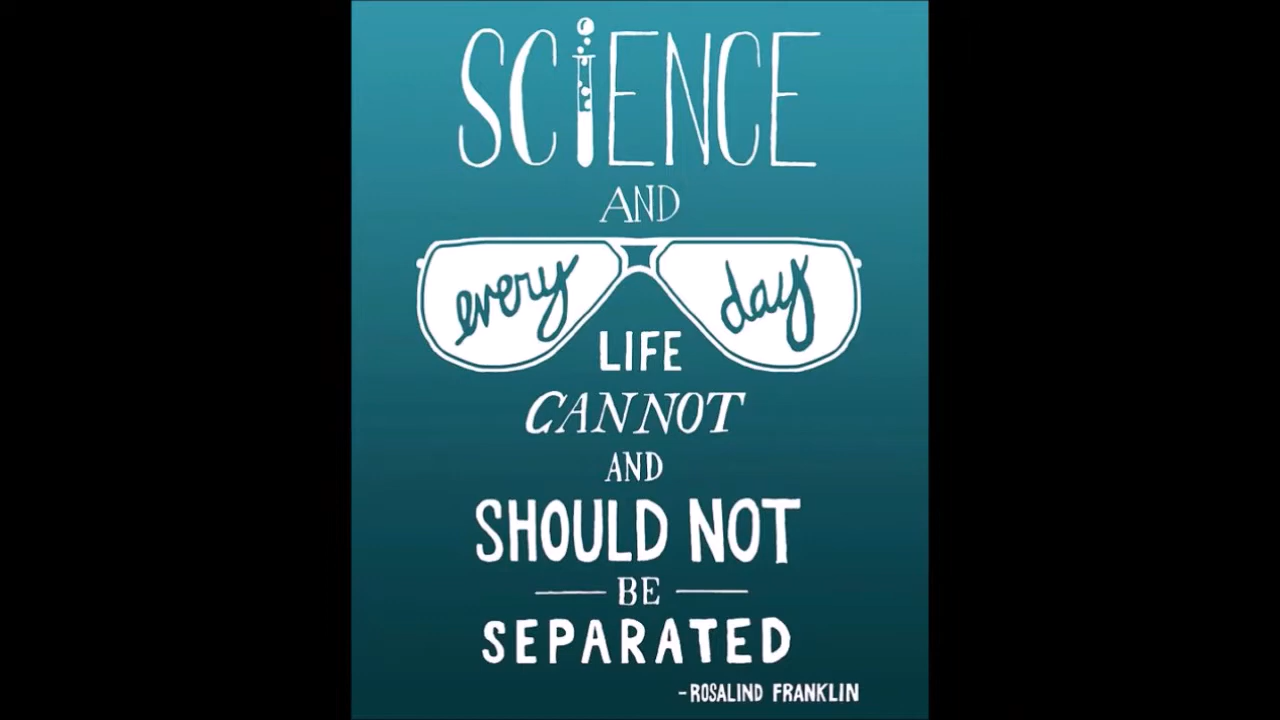 SCiENCE
AND
every day
LIFE
CANNOT
AND
SHOULD NOT
BE
SEPARATED
-ROSALIND FRANKLIN